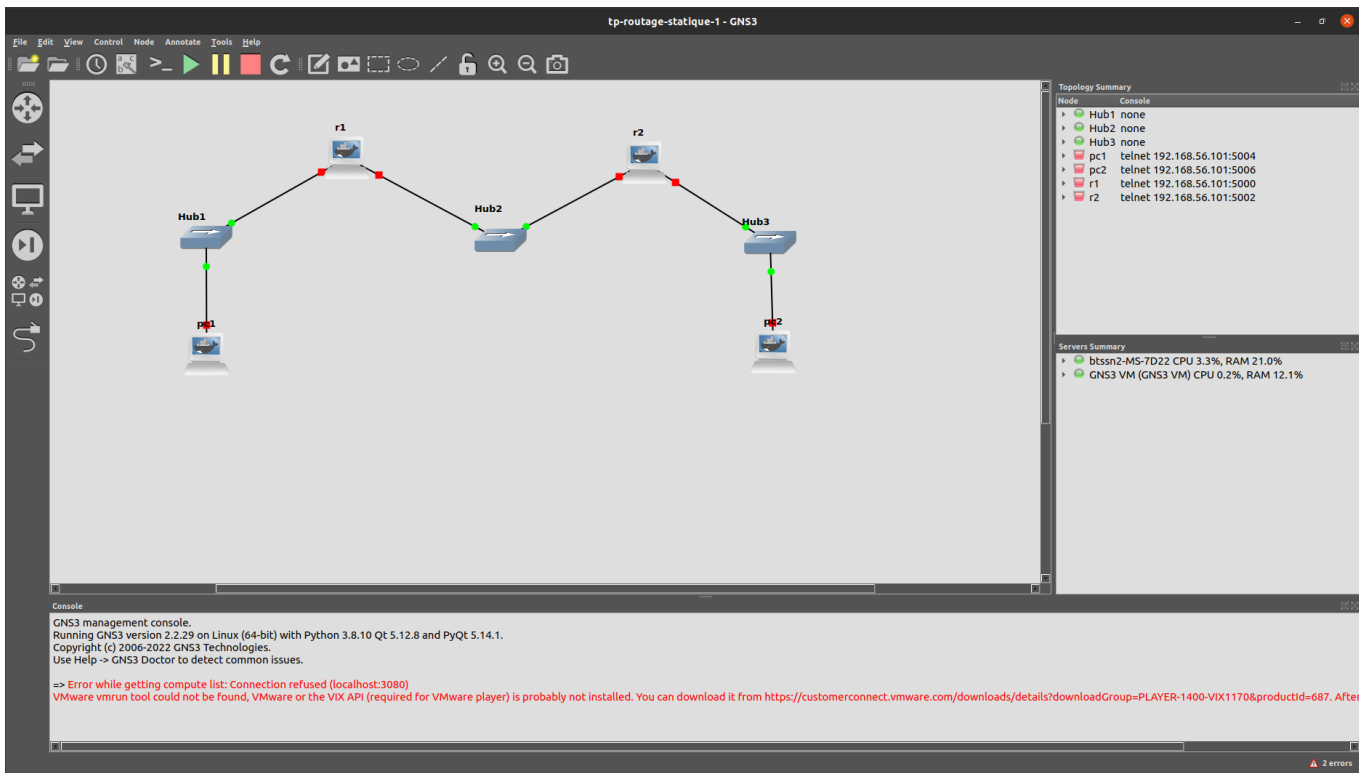 tp-routage-statique-1 - GNS3
File Edit View Control Node Annotate Tools Help
r1
r2
Hub1
Hub2
Hub3
pc1
pc2
Topology Summary
Node Console
Hub1 none
Hub2 none
Hub3 none
pc1 telnet 192.168.56.101:5004
pc2 telnet 192.168.56.101:5006
r1 telnet 192.168.56.101:5000
r2 telnet 192.168.56.101:5002
Servers Summary
btssn2-MS-7D22 CPU 3.3%, RAM 21.0%
GNS3 VM (GNS3 VM) CPU 0.2%, RAM 12.1%
Console
GNS3 management console.
Running GNS3 version 2.2.29 on Linux (64-bit) with Python 3.8.10 Qt 5.12.8 and PyQt 5.14.1.
Copyright (c) 2006-2022 GNS3 Technologies.
Use Help -> GNS3 Doctor to detect common issues.
=> Error while getting compute list: Connection refused (localhost:3080)
VMware vmrun tool could not be found, VMware or the VIX API (required for VMware player) is probably not installed. You can download it from https://customerconnect.vmware.com/downloads/details?downloadGroup=PLAYER-1400-VIX1170&productId=687. After
2 errors